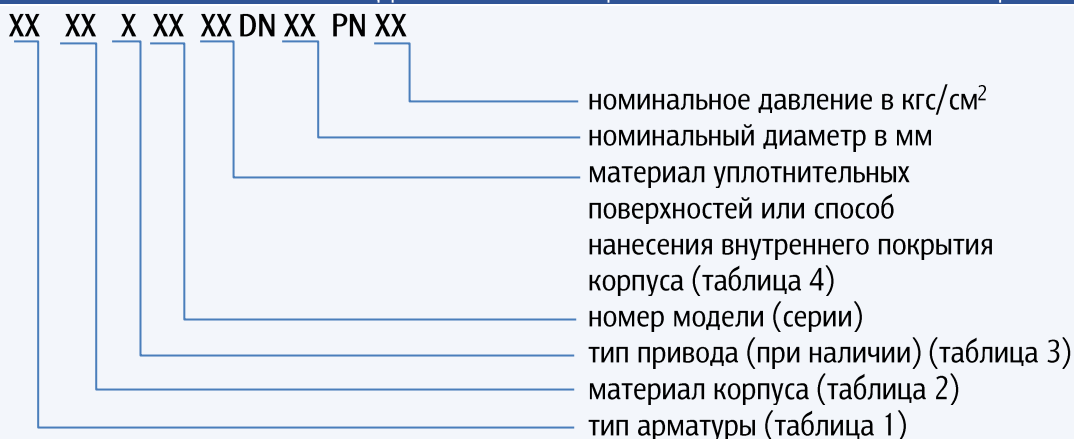 XX XX X XX XX DN XX PN XX
номинальное давление в кгс/см²
номинальный диаметр в мм
материал уплотнительных
поверхностей или способ
нанесения внутреннего покрытия
корпуса (таблица 4)
номер модели (серии)
тип привода (при наличии) (таблица 3)
материал корпуса (таблица 2)
тип арматуры (таблица 1)